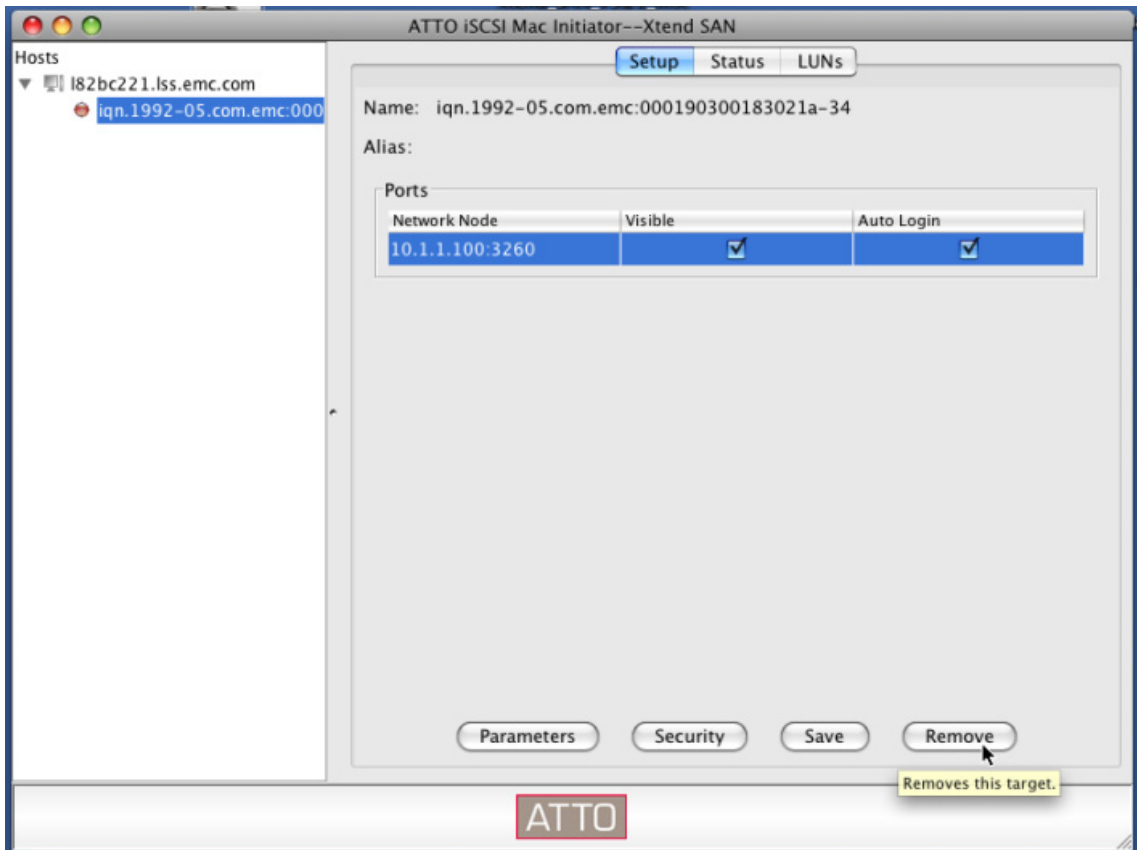 ATTO iSCSI Mac Initiator--Xtend SAN
Hosts
l82bc221.lss.emc.com
iqn.1992-05.com.emc:000
Setup Status LUNs
Name: iqn.1992-05.com.emc:000190300183021a-34
Alias:
Ports
Network Node Visible Auto Login
10.1.1.100:3260
Parameters Security Save Remove
Removes this target.
ATTO